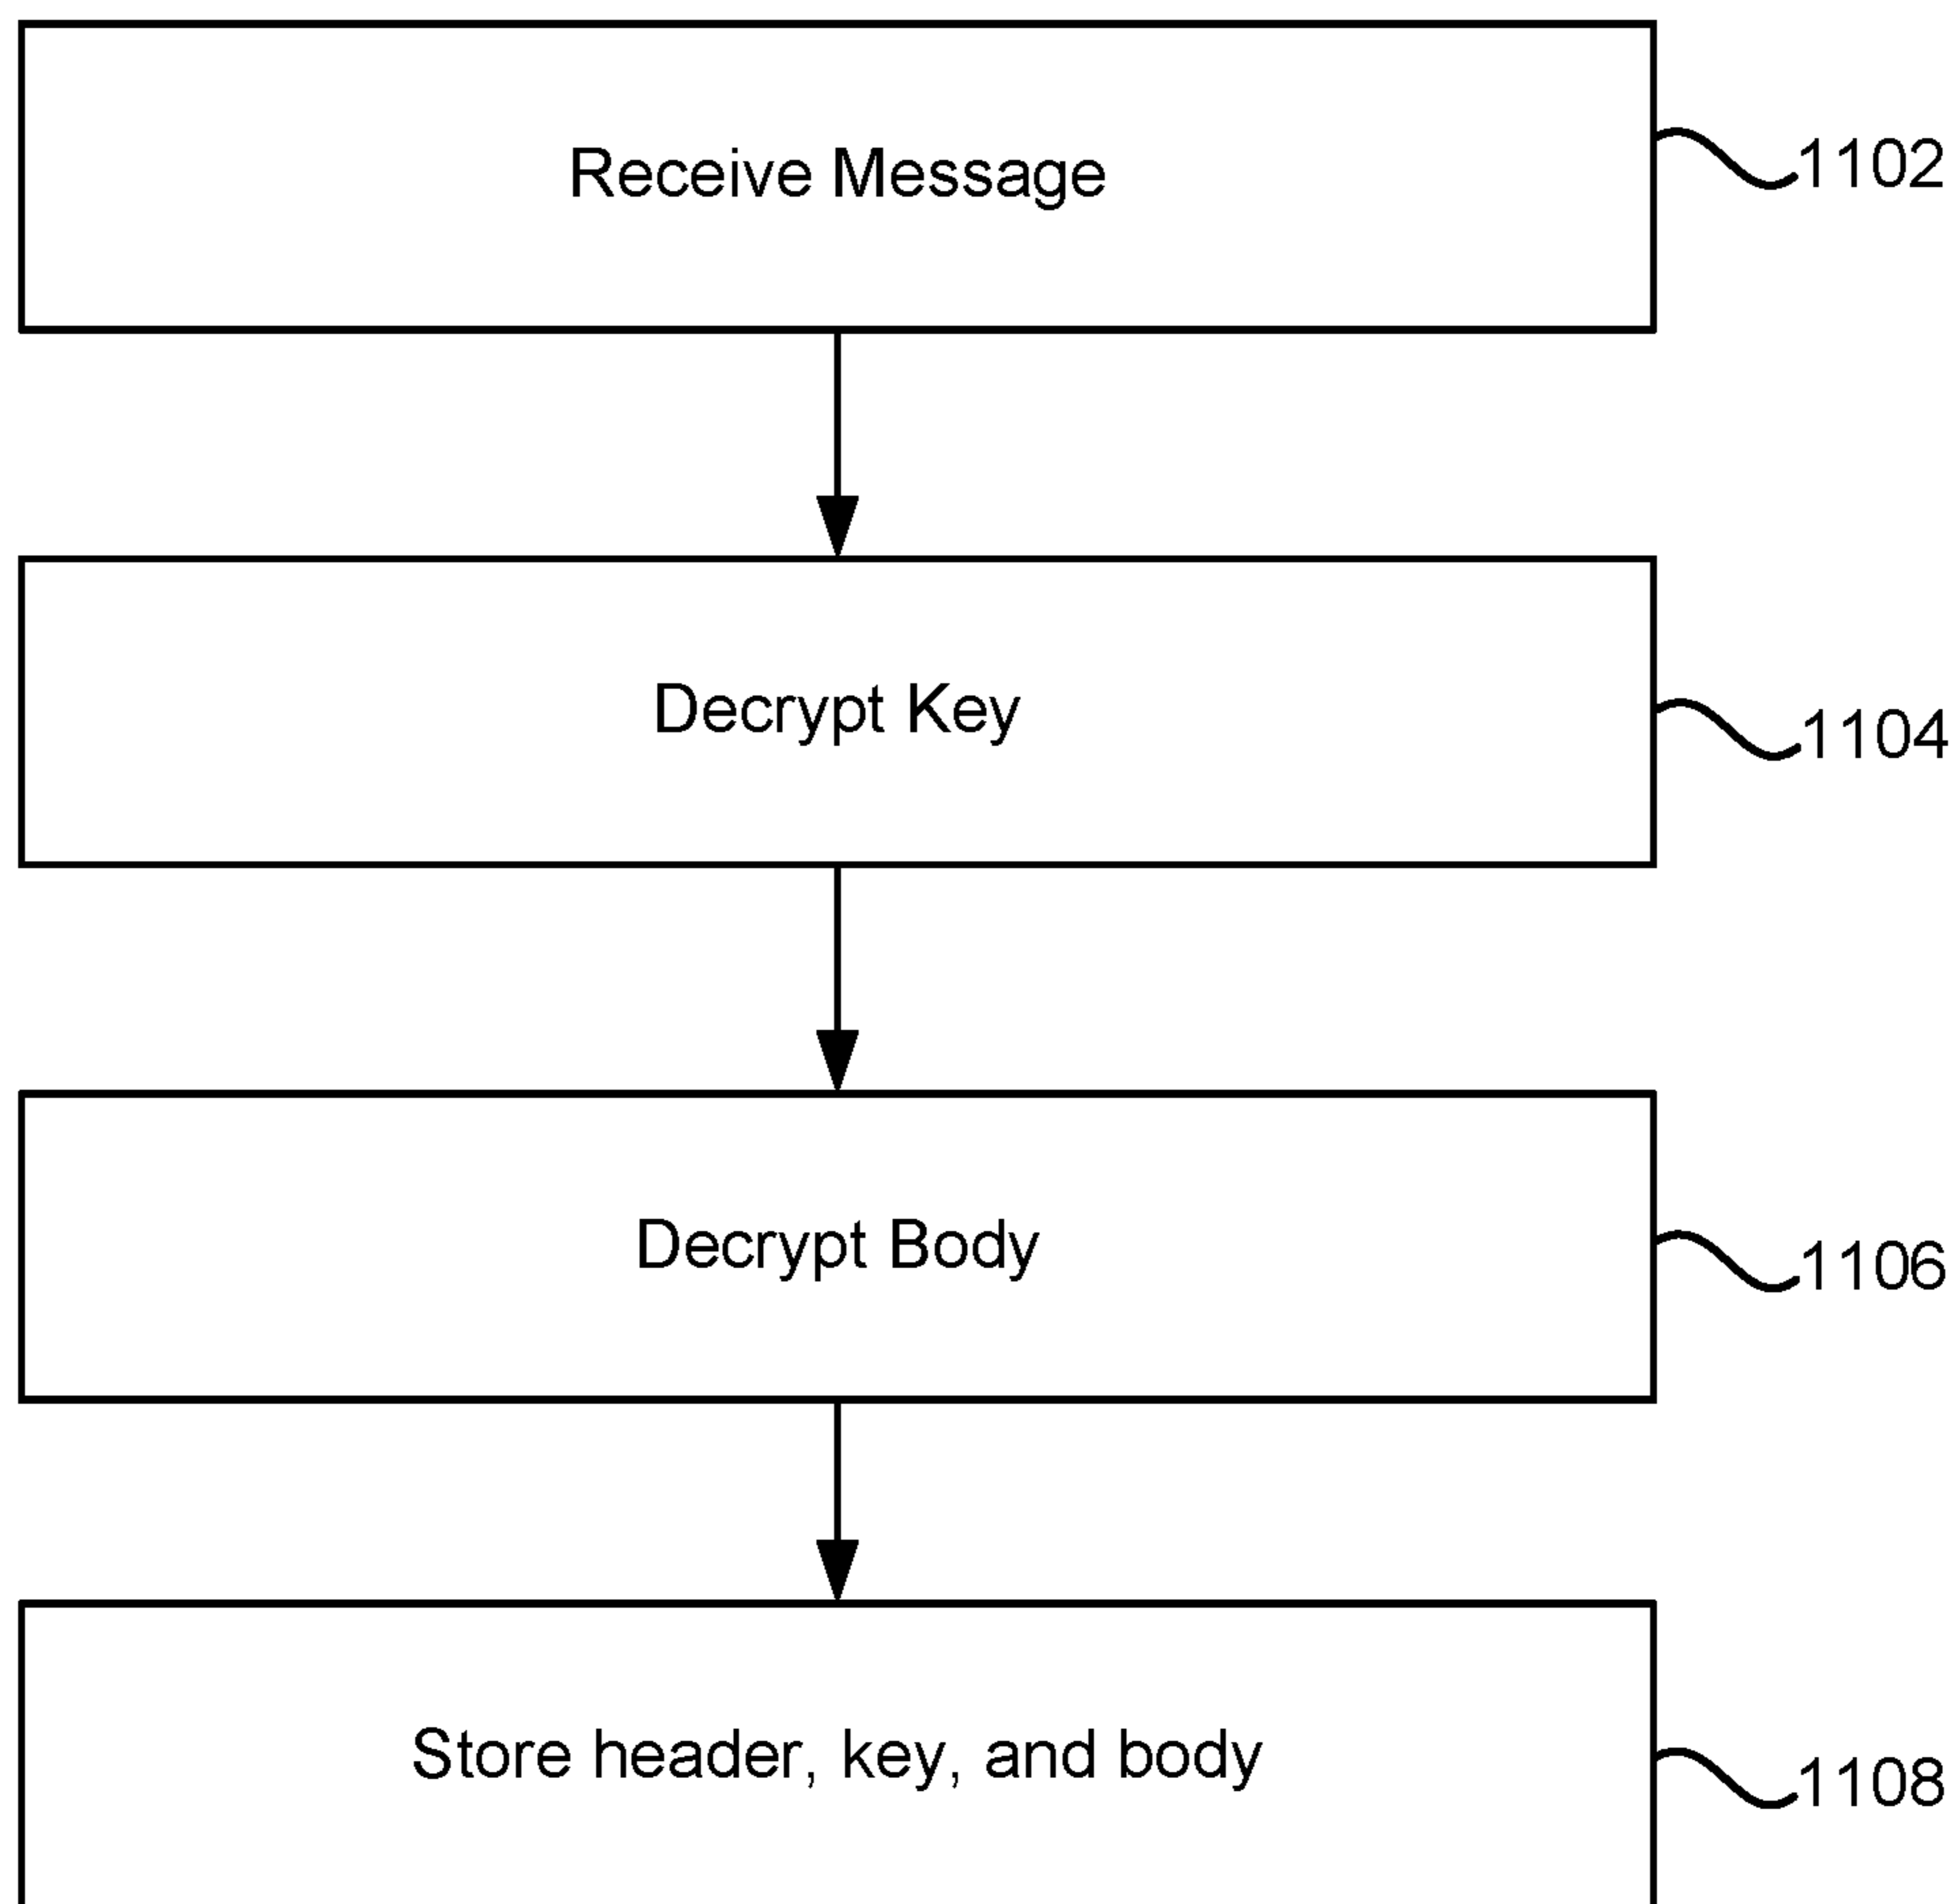 Receive Message
1102
Decrypt Key
1104
Decrypt Body
1106
Store header, key, and body
1108